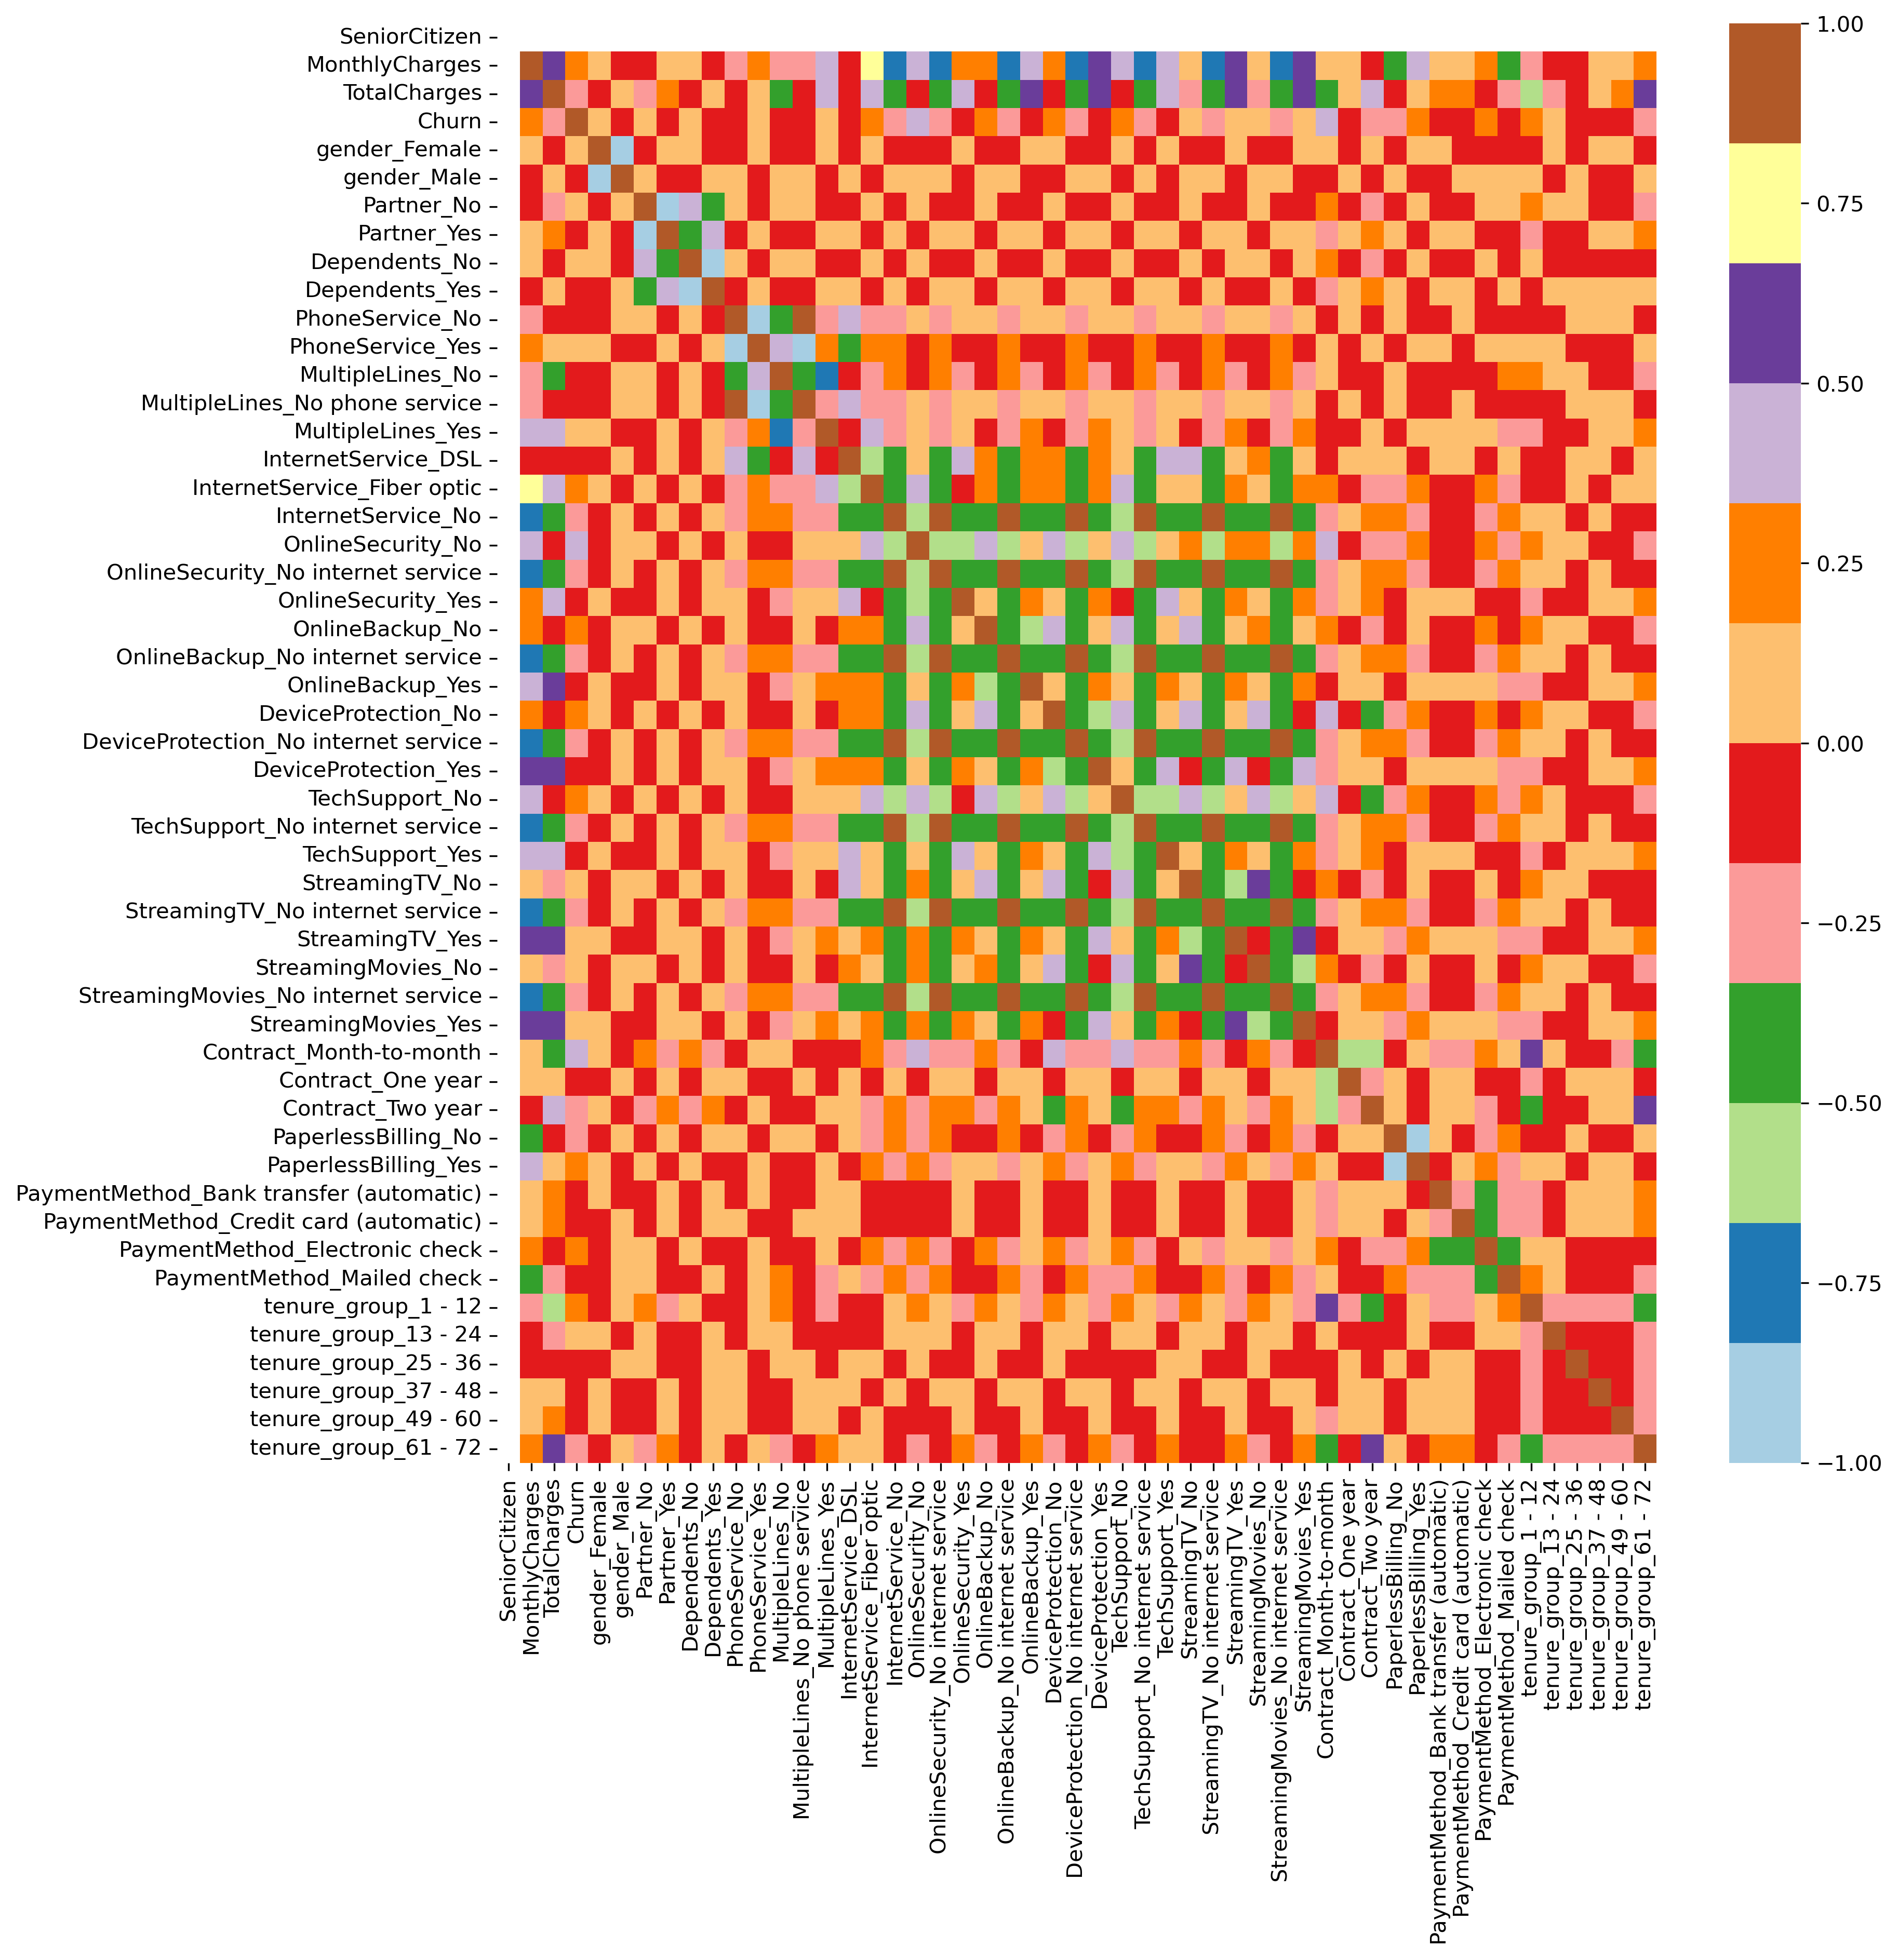 SeniorCitizen
MonthlyCharges
TotalCharges
Churn
gender_Female
gender_Male
Partner_No
Partner_Yes
Dependents_No
Dependents_Yes
PhoneService_No
PhoneService_Yes
MultipleLines_No
MultipleLines_No phone service
MultipleLines_Yes
InternetService_DSL
InternetService_Fiber optic
InternetService_No
OnlineSecurity_No
OnlineSecurity_No internet service
OnlineSecurity_Yes
OnlineBackup_No
OnlineBackup_No internet service
OnlineBackup_Yes
DeviceProtection_No
DeviceProtection_No internet service
DeviceProtection_Yes
TechSupport_No
TechSupport_No internet service
TechSupport_Yes
StreamingTV_No
StreamingTV_No internet service
StreamingTV_Yes
StreamingMovies_No
StreamingMovies_No internet service
StreamingMovies_Yes
Contract_Month-to-month
Contract_One year
Contract_Two year
PaperlessBilling_No
PaperlessBilling_Yes
PaymentMethod_Bank transfer (automatic)
PaymentMethod_Credit card (automatic)
PaymentMethod_Electronic check
PaymentMethod_Mailed check
tenure_group_1 - 12
tenure_group_13 - 24
tenure_group_25 - 36
tenure_group_37 - 48
tenure_group_49 - 60
tenure_group_61 - 72
SeniorCitizen
MonthlyCharges
TotalCharges
Churn
gender_Female
gender_Male
Partner_No
Partner_Yes
Dependents_No
Dependents_Yes
PhoneService_No
PhoneService_Yes
MultipleLines_No
MultipleLines_No phone service
MultipleLines_Yes
InternetService_DSL
InternetService_Fiber optic
InternetService_No
OnlineSecurity_No
OnlineSecurity_No internet service
OnlineSecurity_Yes
OnlineBackup_No
OnlineBackup_No internet service
OnlineBackup_Yes
DeviceProtection_No
DeviceProtection_No internet service
DeviceProtection_Yes
TechSupport_No
TechSupport_No internet service
TechSupport_Yes
StreamingTV_No
StreamingTV_No internet service
StreamingTV_Yes
StreamingMovies_No
StreamingMovies_No internet service
StreamingMovies_Yes
Contract_Month-to-month
Contract_One year
Contract_Two year
PaperlessBilling_No
PaperlessBilling_Yes
PaymentMethod_Bank transfer (automatic)
PaymentMethod_Credit card (automatic)
PaymentMethod_Electronic check
PaymentMethod_Mailed check
tenure_group_1 - 12
tenure_group_13 - 24
tenure_group_25 - 36
tenure_group_37 - 48
tenure_group_49 - 60
tenure_group_61 - 72
1.00
0.75
0.50
0.25
0.00
−0.25
−0.50
−0.75
−1.00